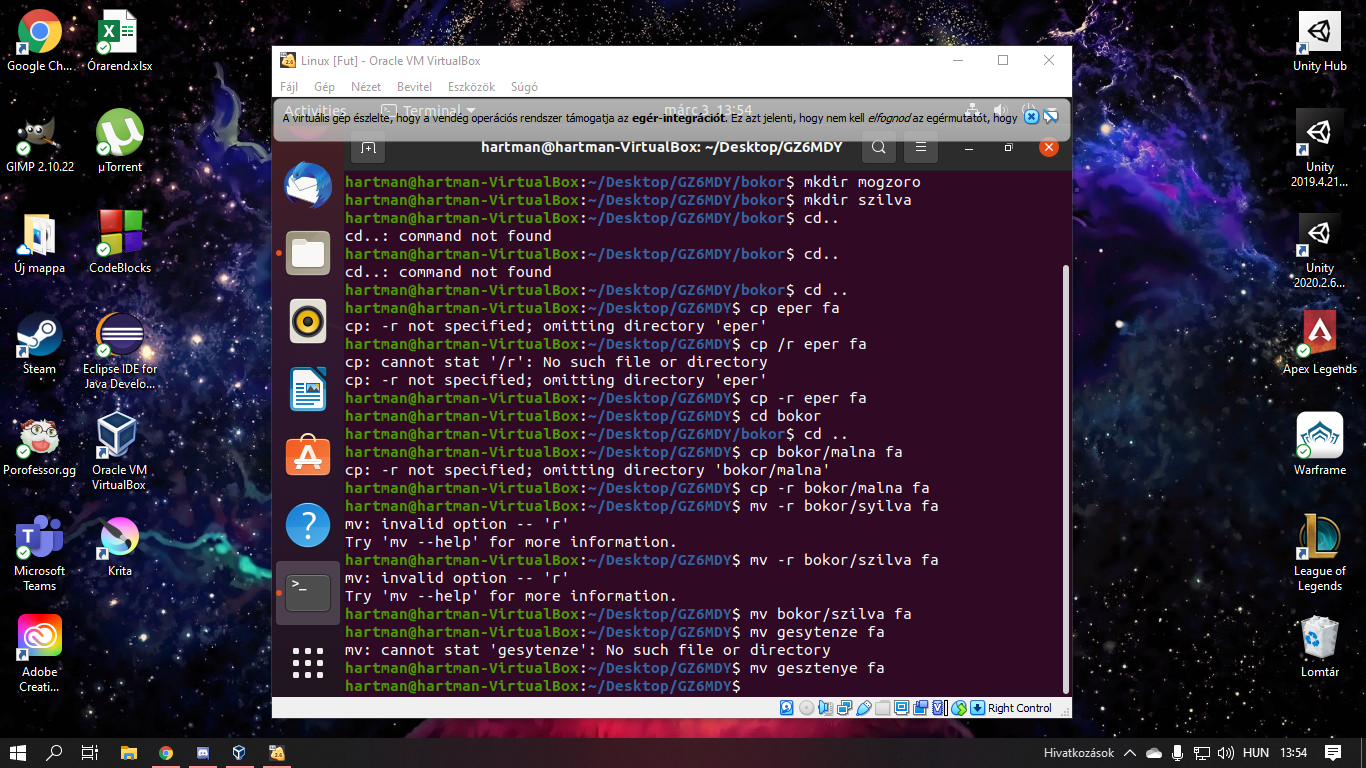 Google Ch...
Órarend.xlsx
GIMP 2.10.22
µTorrent
Új mappa
CodeBlocks
Steam
Eclipse IDE for
Java Develo...
Porofessor.gg
Oracle VM
VirtualBox
Microsoft
Teams
Krita
Adobe
Creati...
Linux [Fut] - Oracle VM VirtualBox
Fájl Gép Nézet Bevitel Eszközök Súgó
Activities Terminal márc 3 13:54
A virtuális gép észlelte, hogy a vendég operációs rendszer támogatja az egér-integrációt. Ez azt jelenti, hogy nem kell elfognod az egérmutatót, hogy
hartman@hartman-VirtualBox: ~/Desktop/GZ6MDY
hartman@hartman-VirtualBox:~/Desktop/GZ6MDY/bokor$ mkdir mogzoro
hartman@hartman-VirtualBox:~/Desktop/GZ6MDY/bokor$ mkdir szilva
hartman@hartman-VirtualBox:~/Desktop/GZ6MDY/bokor$ cd..
cd..: command not found
hartman@hartman-VirtualBox:~/Desktop/GZ6MDY/bokor$ cd..
cd..: command not found
hartman@hartman-VirtualBox:~/Desktop/GZ6MDY/bokor$ cd ..
hartman@hartman-VirtualBox:~/Desktop/GZ6MDY$ cp eper fa
cp: -r not specified; omitting directory 'eper'
hartman@hartman-VirtualBox:~/Desktop/GZ6MDY$ cp /r eper fa
cp: cannot stat '/r': No such file or directory
cp: -r not specified; omitting directory 'eper'
hartman@hartman-VirtualBox:~/Desktop/GZ6MDY$ cp -r eper fa
hartman@hartman-VirtualBox:~/Desktop/GZ6MDY$ cd bokor
hartman@hartman-VirtualBox:~/Desktop/GZ6MDY/bokor$ cd ..
hartman@hartman-VirtualBox:~/Desktop/GZ6MDY$ cp bokor/malna fa
cp: -r not specified; omitting directory 'bokor/malna'
hartman@hartman-VirtualBox:~/Desktop/GZ6MDY$ cp -r bokor/malna fa
hartman@hartman-VirtualBox:~/Desktop/GZ6MDY$ mv -r bokor/syilva fa
mv: invalid option -- 'r'
Try 'mv --help' for more information.
hartman@hartman-VirtualBox:~/Desktop/GZ6MDY$ mv -r bokor/szilva fa
mv: invalid option -- 'r'
Try 'mv --help' for more information.
hartman@hartman-VirtualBox:~/Desktop/GZ6MDY$ mv bokor/szilva fa
hartman@hartman-VirtualBox:~/Desktop/GZ6MDY$ mv gesytenze fa
mv: cannot stat 'gesytenze': No such file or directory
hartman@hartman-VirtualBox:~/Desktop/GZ6MDY$ mv gesztenye fa
hartman@hartman-VirtualBox:~/Desktop/GZ6MDY$
Right Control
Unity Hub
Unity
2019.4.21...
Unity
2020.2.6...
Apex Legends
Warframe
League of
Legends
Lomtár
Hivatkozások HUN 13:54